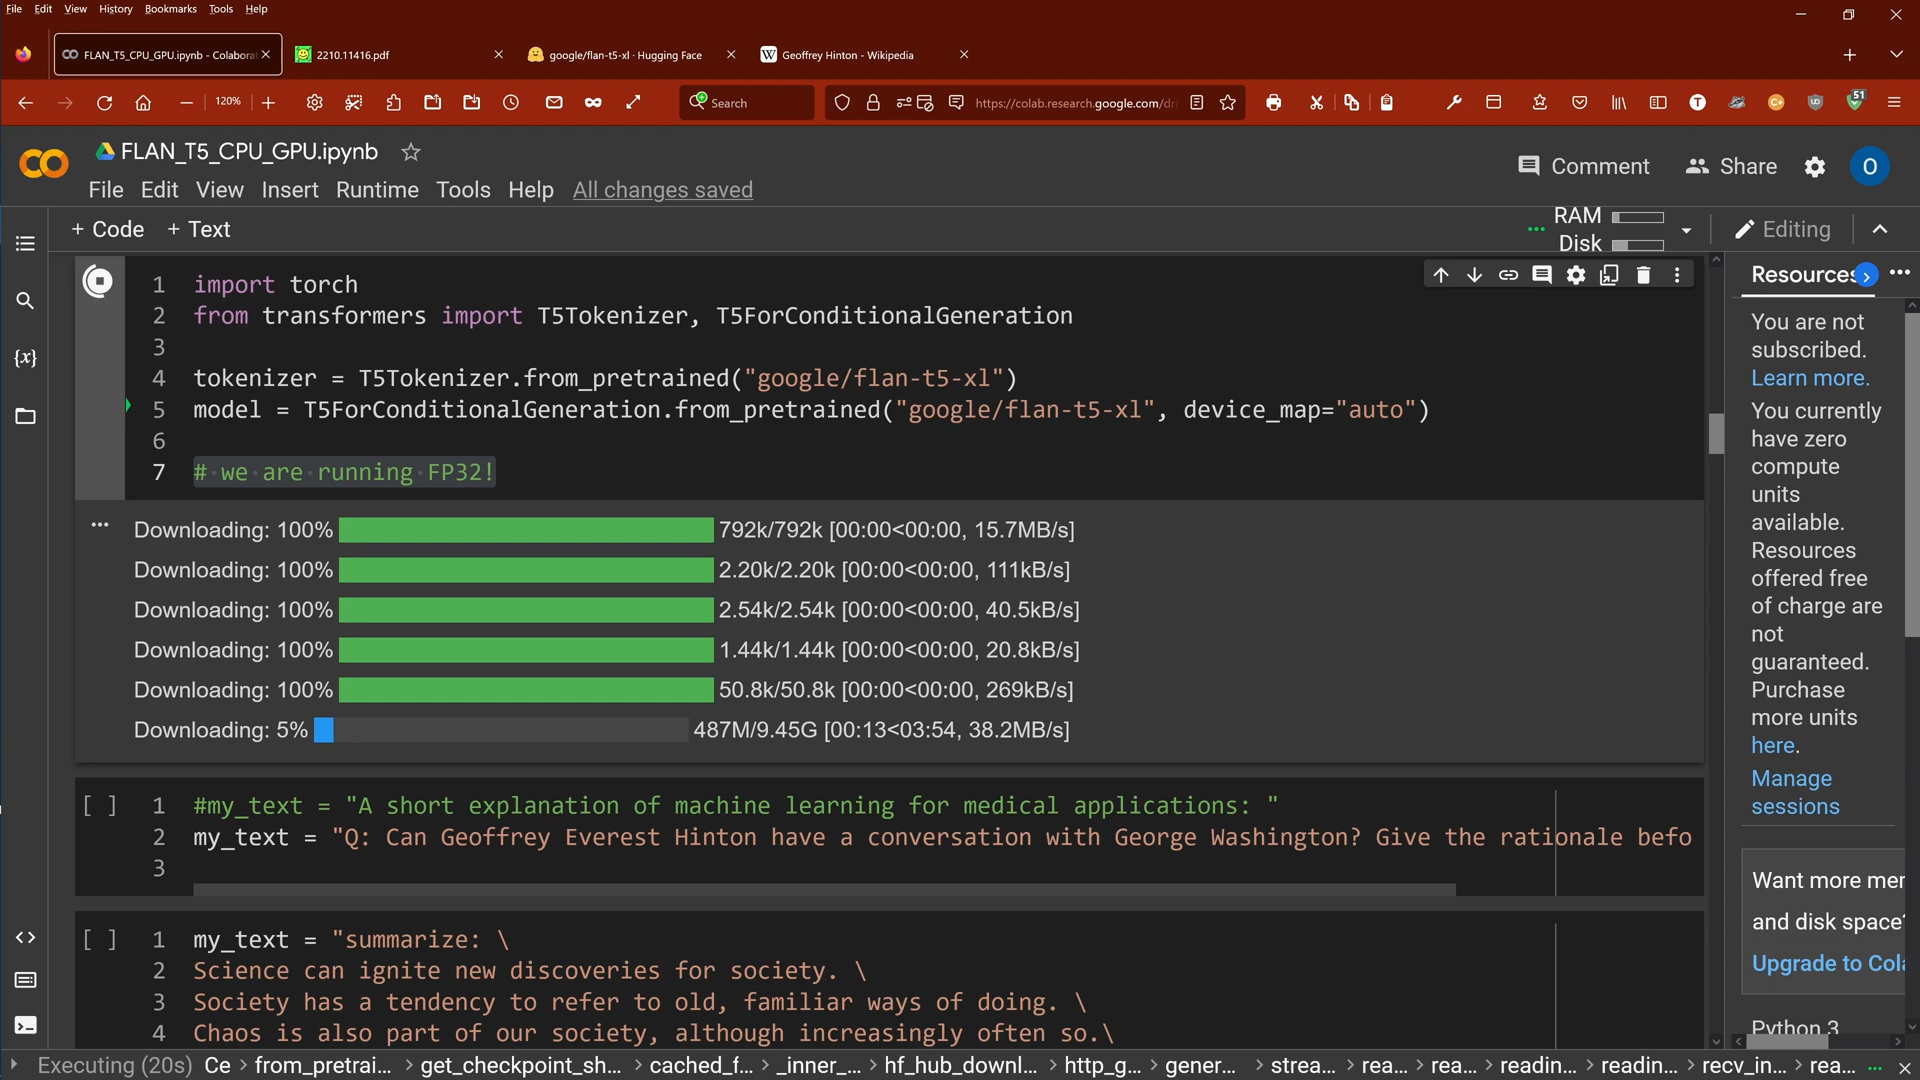 File Edit View History Bookmarks Tools Help
FLAN_T5_CPU_GPU.ipynb - Colabora
2210.11416.pdf
google/flan-t5-xl · Hugging Face
Geoffrey Hinton - Wikipedia
120%
Search
https://colab.research.google.com/dr
51
FLAN_T5_CPU_GPU.ipynb
File Edit View Insert Runtime Tools Help All changes saved
Comment
Share
O
+ Code + Text
RAM
Disk
Editing
1 import torch
2 from transformers import T5Tokenizer, T5ForConditionalGeneration
3
4 tokenizer = T5Tokenizer.from_pretrained("google/flan-t5-xl")
5 model = T5ForConditionalGeneration.from_pretrained("google/flan-t5-xl", device_map="auto")
6
7 # we are running FP32!
Downloading: 100% 792k/792k [00:00<00:00, 15.7MB/s]
Downloading: 100% 2.20k/2.20k [00:00<00:00, 111kB/s]
Downloading: 100% 2.54k/2.54k [00:00<00:00, 40.5kB/s]
Downloading: 100% 1.44k/1.44k [00:00<00:00, 20.8kB/s]
Downloading: 100% 50.8k/50.8k [00:00<00:00, 269kB/s]
Downloading: 5% 487M/9.45G [00:13<03:54, 38.2MB/s]
[ ] 1 #my_text = "A short explanation of machine learning for medical applications: "
2 my_text = "Q: Can Geoffrey Everest Hinton have a conversation with George Washington? Give the rationale befo
3
[ ] 1 my_text = "summarize: \
2 Science can ignite new discoveries for society. \
3 Society has a tendency to refer to old, familiar ways of doing. \
4 Chaos is also part of our society, although increasingly often so.\
Resources
You are not
subscribed.
Learn more.
You currently
have zero
compute
units
available.
Resources
offered free
of charge are
not
guaranteed.
Purchase
more units
here.
Manage
sessions
Want more mer
and disk space?
Upgrade to Cola
Python 3
Executing (20s) Ce > from_pretrai... > get_checkpoint_sh... > cached_f... > _inner_... > hf_hub_downl... > http_g... > gener... > strea... > rea... > rea... > readin... > readin... > recv_in... > rea...